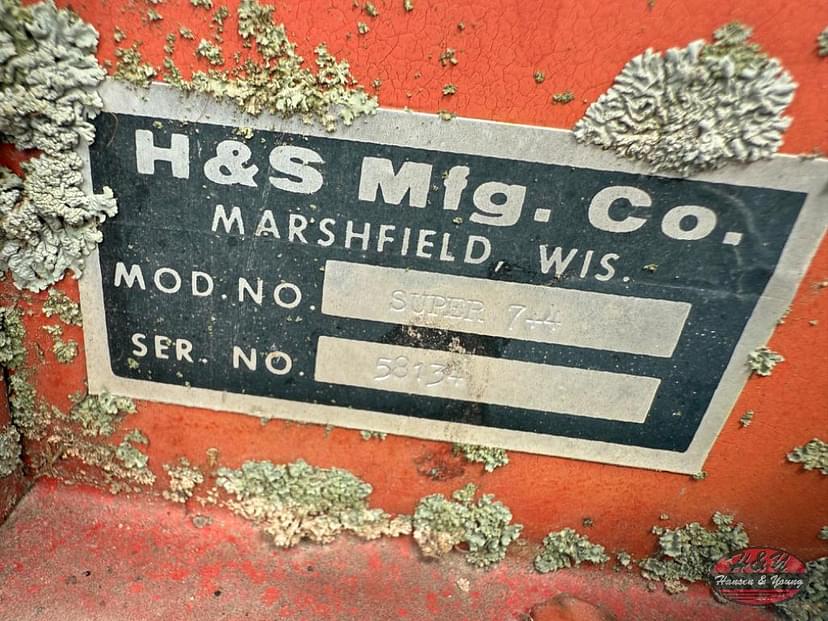 H&S Mfg. Co.
MARSHFIELD, WIS.
MOD. NO. SUPER 7+4
SER. NO. 58134
H&Y
Hansen & Young